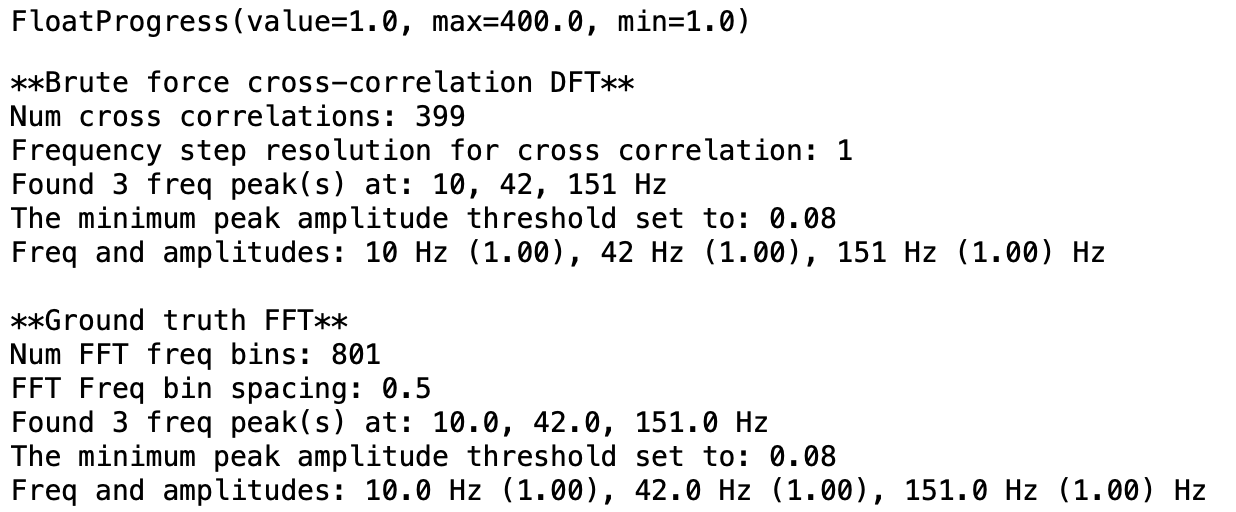 FloatProgress(value=1.0, max=400.0, min=1.0)
**Brute force cross-correlation DFT**
Num cross correlations: 399
Frequency step resolution for cross correlation: 1
Found 3 freq peak(s) at: 10, 42, 151 Hz
The minimum peak amplitude threshold set to: 0.08
Freq and amplitudes: 10 Hz (1.00), 42 Hz (1.00), 151 Hz (1.00) Hz
**Ground truth FFT**
Num FFT freq bins: 801
FFT Freq bin spacing: 0.5
Found 3 freq peak(s) at: 10.0, 42.0, 151.0 Hz
The minimum peak amplitude threshold set to: 0.08
Freq and amplitudes: 10.0 Hz (1.00), 42.0 Hz (1.00), 151.0 Hz (1.00) Hz